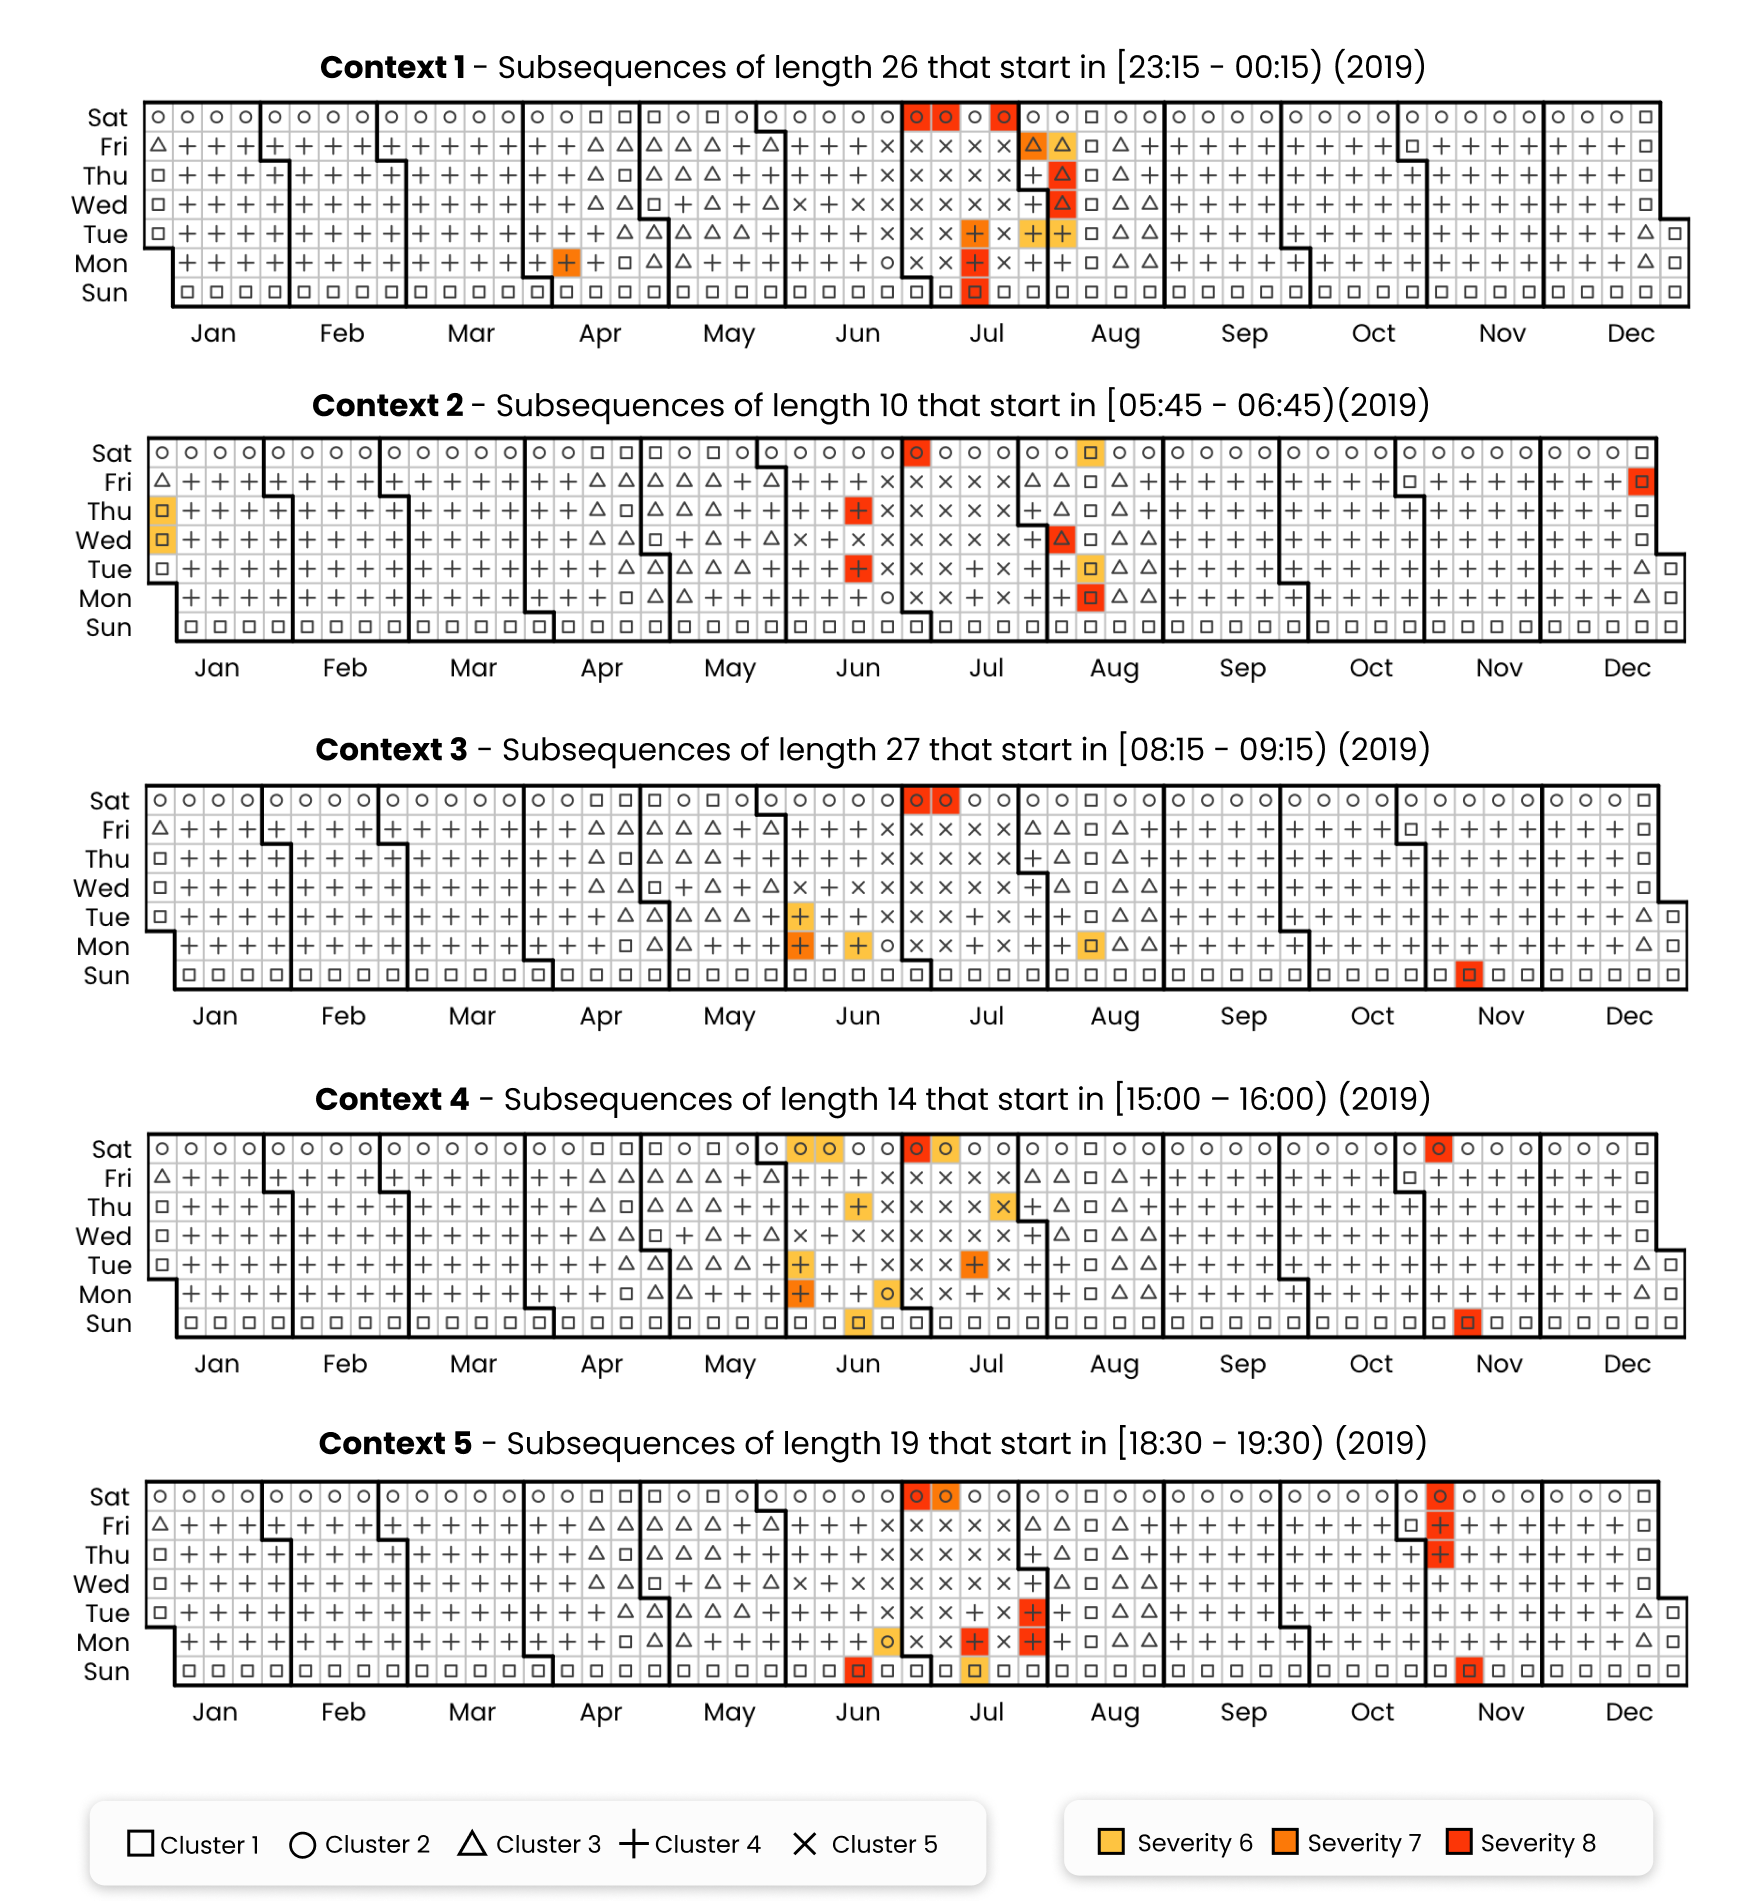 Context 1 - Subsequences of length 26 that start in [23:15 - 00:15) (2019)
Sat
Fri
Thu
Wed
Tue
Mon
Sun
Jan Feb Mar Apr May Jun Jul Aug Sep Oct Nov Dec
Context 2 - Subsequences of length 10 that start in [05:45 - 06:45)(2019)
Sat
Fri
Thu
Wed
Tue
Mon
Sun
Jan Feb Mar Apr May Jun Jul Aug Sep Oct Nov Dec
Context 3 - Subsequences of length 27 that start in [08:15 - 09:15) (2019)
Sat
Fri
Thu
Wed
Tue
Mon
Sun
Jan Feb Mar Apr May Jun Jul Aug Sep Oct Nov Dec
Context 4 - Subsequences of length 14 that start in [15:00 – 16:00) (2019)
Sat
Fri
Thu
Wed
Tue
Mon
Sun
Jan Feb Mar Apr May Jun Jul Aug Sep Oct Nov Dec
Context 5 - Subsequences of length 19 that start in [18:30 - 19:30) (2019)
Sat
Fri
Thu
Wed
Tue
Mon
Sun
Jan Feb Mar Apr May Jun Jul Aug Sep Oct Nov Dec
Cluster 1 Cluster 2 Cluster 3 Cluster 4 Cluster 5 Severity 6 Severity 7 Severity 8